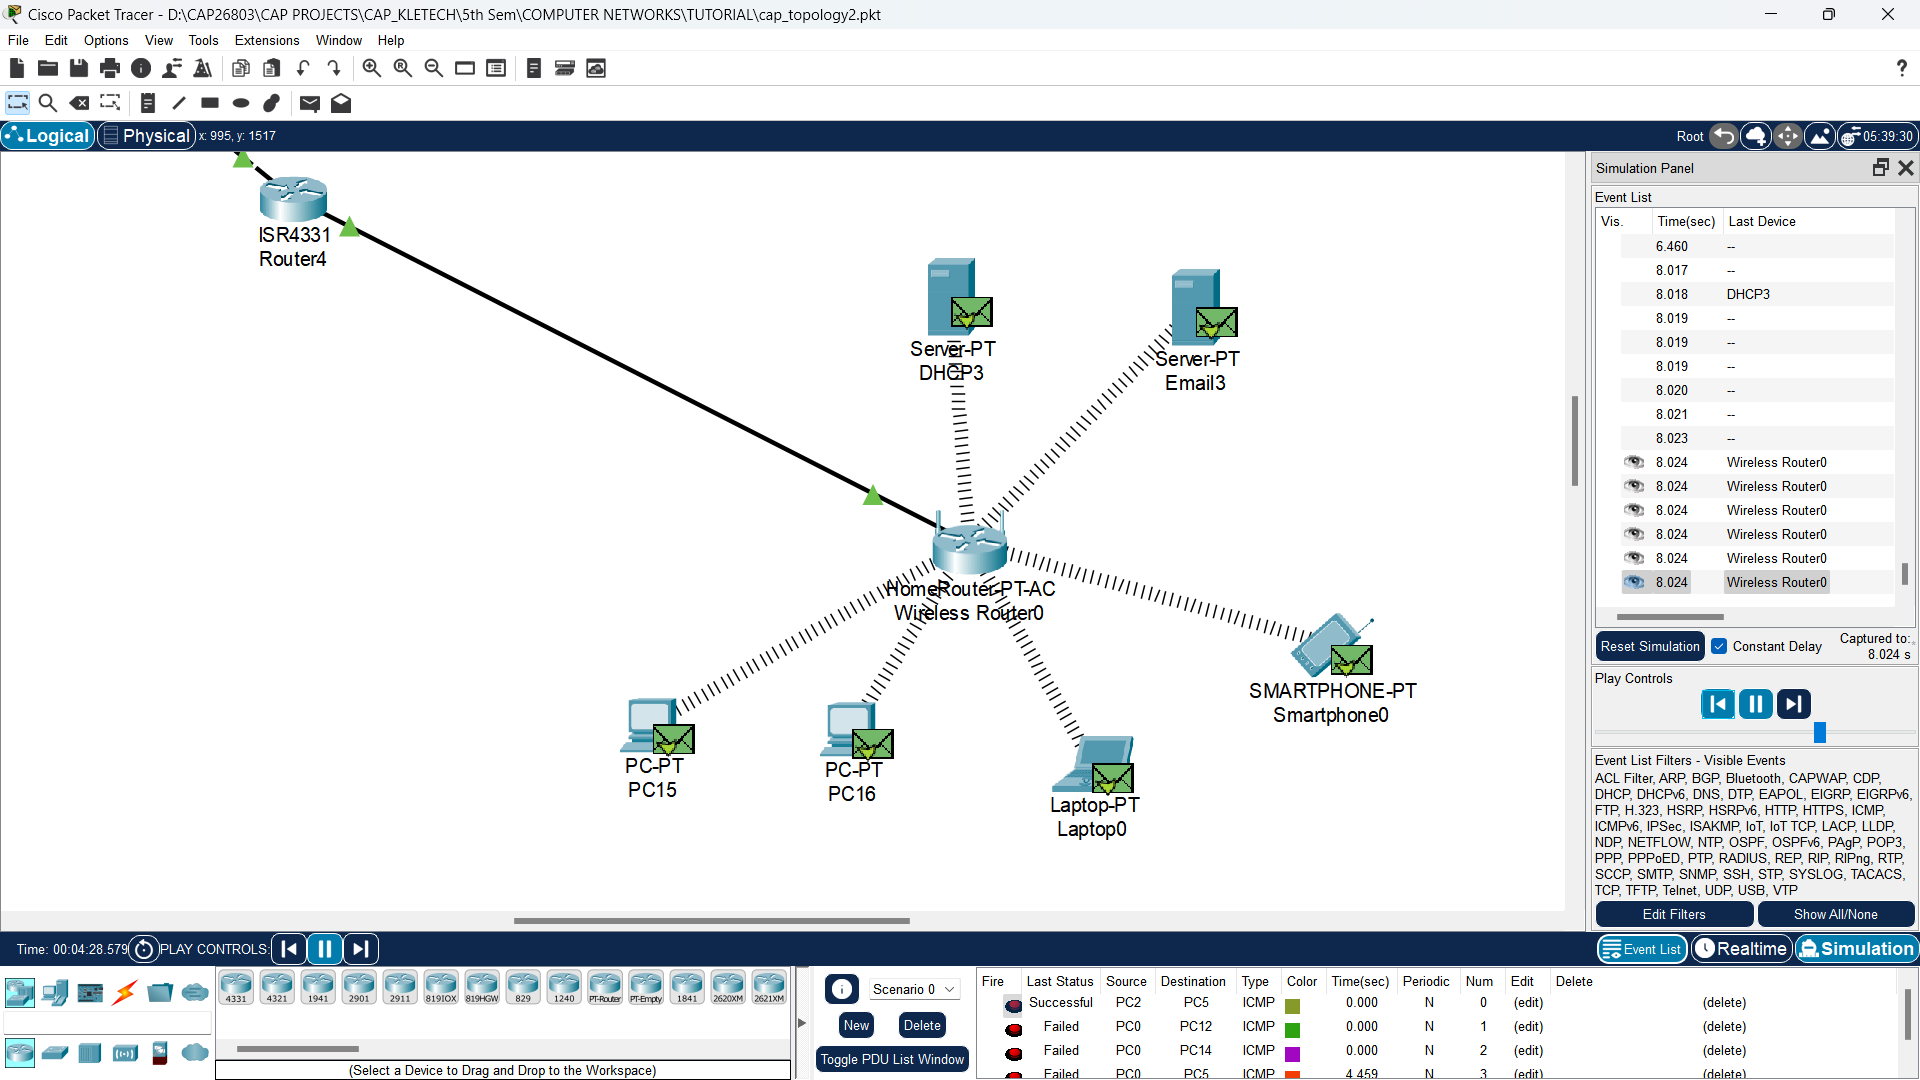 Cisco Packet Tracer - D:\CAP26803\CAP PROJECTS\CAP_KLETECH\5th Sem\COMPUTER NETWORKS\TUTORIAL\cap_topology2.pkt
File Edit Options View Tools Extensions Window Help
?
Logical Physical x: 995, y: 1517 Root 05:39:30
ISR4331
Router4
Server-PT
DHCP3
Server-PT
Email3
HomeRouter-PT-AC
Wireless Router0
SMARTPHONE-PT
Smartphone0
PC-PT
PC15
PC-PT
PC16
Laptop-PT
Laptop0
Simulation Panel
Event List
Vis. Time(sec) Last Device
6.460 --
8.017 --
8.018 DHCP3
8.019 --
8.019 --
8.019 --
8.020 --
8.021 --
8.023 --
8.024 Wireless Router0
8.024 Wireless Router0
8.024 Wireless Router0
8.024 Wireless Router0
8.024 Wireless Router0
8.024 Wireless Router0
Reset Simulation Constant Delay Captured to:
8.024 s
Play Controls
Event List Filters - Visible Events
ACL Filter, ARP, BGP, Bluetooth, CAPWAP, CDP,
DHCP, DHCPv6, DNS, DTP, EAPOL, EIGRP, EIGRPv6,
FTP, H.323, HSRP, HSRPv6, HTTP, HTTPS, ICMP,
ICMPv6, IPSec, ISAKMP, IoT, IoT TCP, LACP, LLDP,
NDP, NETFLOW, NTP, OSPF, OSPFv6, PAgP, POP3,
PPP, PPPoED, PTP, RADIUS, REP, RIP, RIPng, RTP,
SCCP, SMTP, SNMP, SSH, STP, SYSLOG, TACACS,
TCP, TFTP, Telnet, UDP, USB, VTP
Edit Filters Show All/None
Time: 00:04:28.579 PLAY CONTROLS: Event List Realtime Simulation
4331 4321 1941 2901 2911 819IOX 819HGW 829 1240 PT-Router PT-Empty 1841 2620XM 2621XM
(Select a Device to Drag and Drop to the Workspace)
Scenario 0
New Delete
Toggle PDU List Window
Fire Last Status Source Destination Type Color Time(sec) Periodic Num Edit Delete
Successful PC2 PC5 ICMP 0.000 N 0 (edit) (delete)
Failed PC0 PC12 ICMP 0.000 N 1 (edit) (delete)
Failed PC0 PC14 ICMP 0.000 N 2 (edit) (delete)
Failed PC0 PC5 ICMP 4.459 N 3 (edit) (delete)